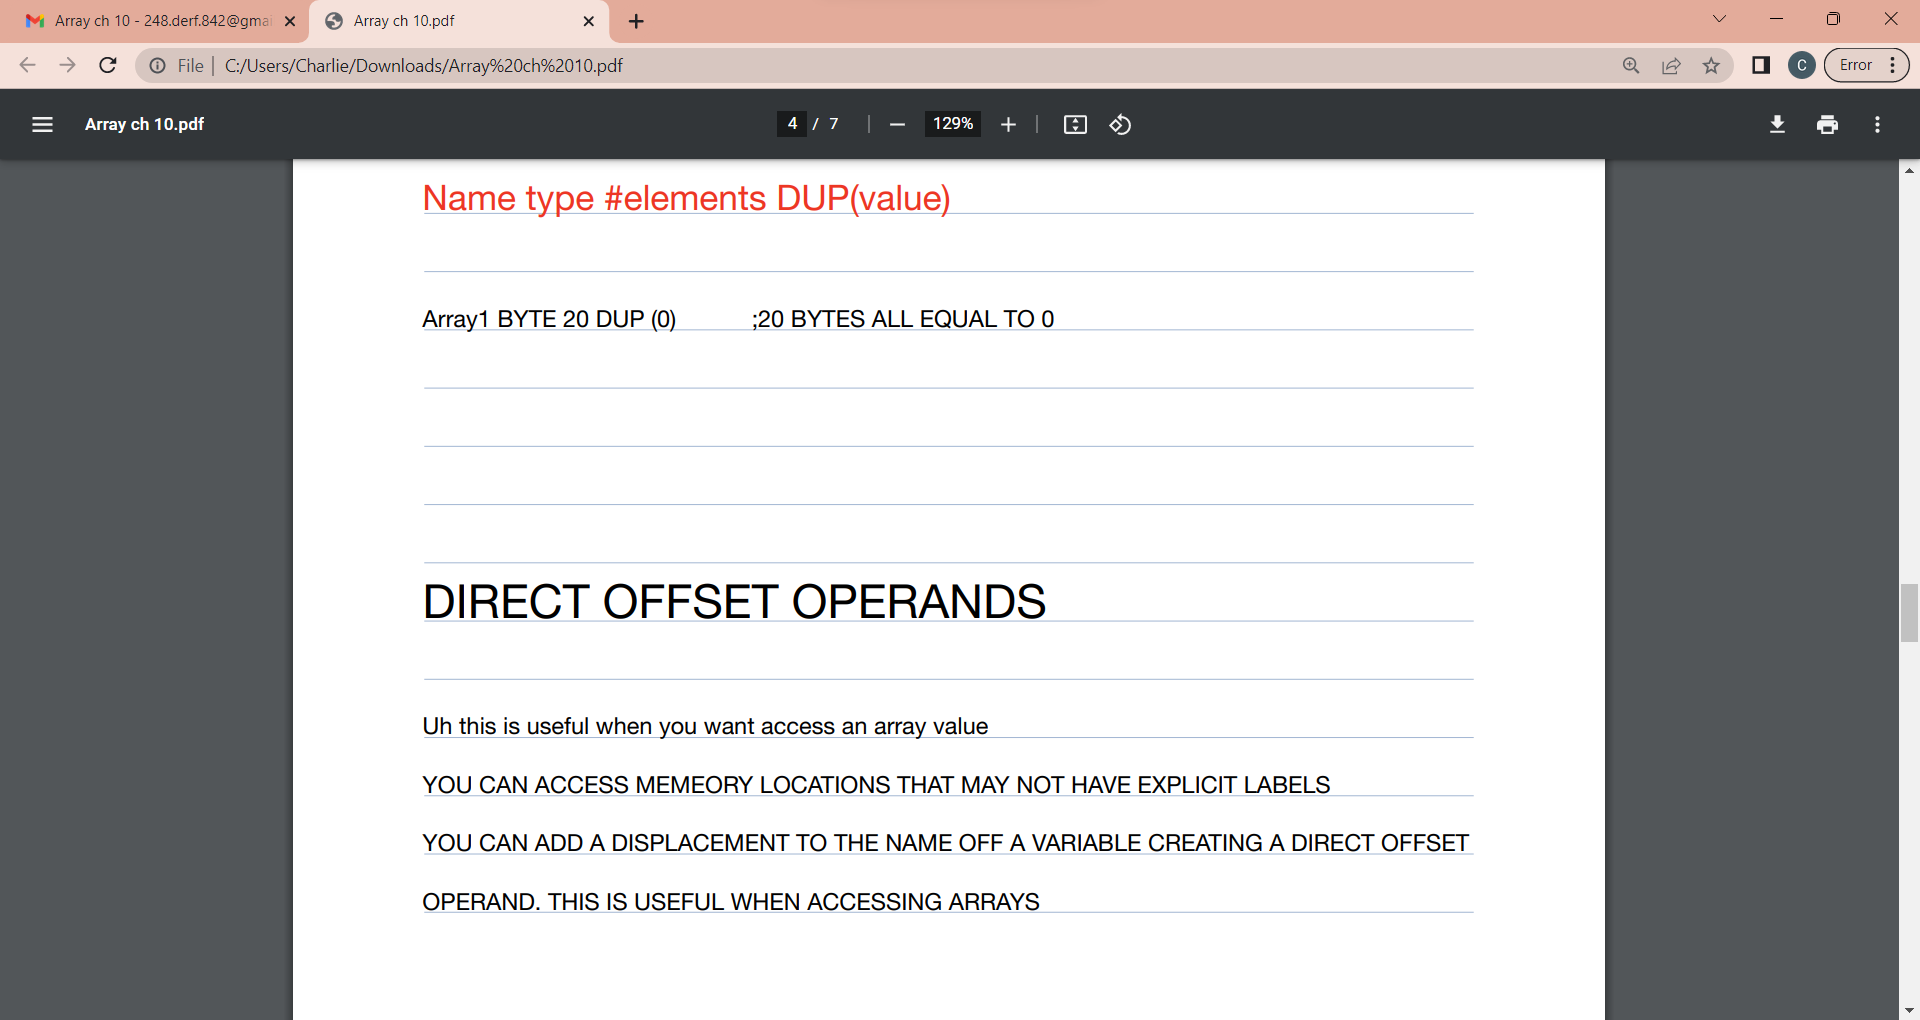 Array ch 10 - 248.derf.842@gmai
Array ch 10.pdf
File
C:/Users/Charlie/Downloads/Array%20ch%2010.pdf
C
Error
Array ch 10.pdf
4 / 7
129%
Name type #elements DUP(value)
Array1 BYTE 20 DUP (0) ;20 BYTES ALL EQUAL TO 0
DIRECT OFFSET OPERANDS
Uh this is useful when you want access an array value
YOU CAN ACCESS MEMEORY LOCATIONS THAT MAY NOT HAVE EXPLICIT LABELS
YOU CAN ADD A DISPLACEMENT TO THE NAME OFF A VARIABLE CREATING A DIRECT OFFSET
OPERAND. THIS IS USEFUL WHEN ACCESSING ARRAYS